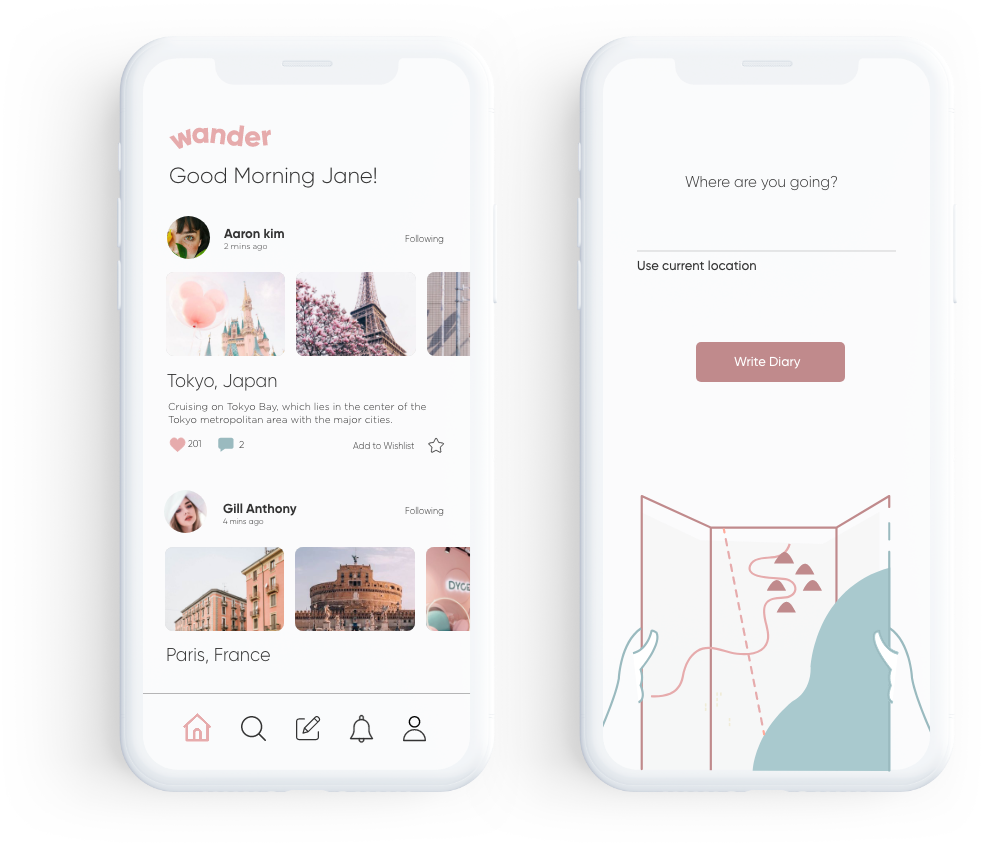 wander
Good Morning Jane!
Aaron kim
2 mins ago
Following
Tokyo, Japan
Cruising on Tokyo Bay, which lies in the center of the
Tokyo metropolitan area with the major cities.
201
2
Add to Wishlist
Gill Anthony
4 mins ago
Following
Paris, France
Where are you going?
Use current location
Write Diary